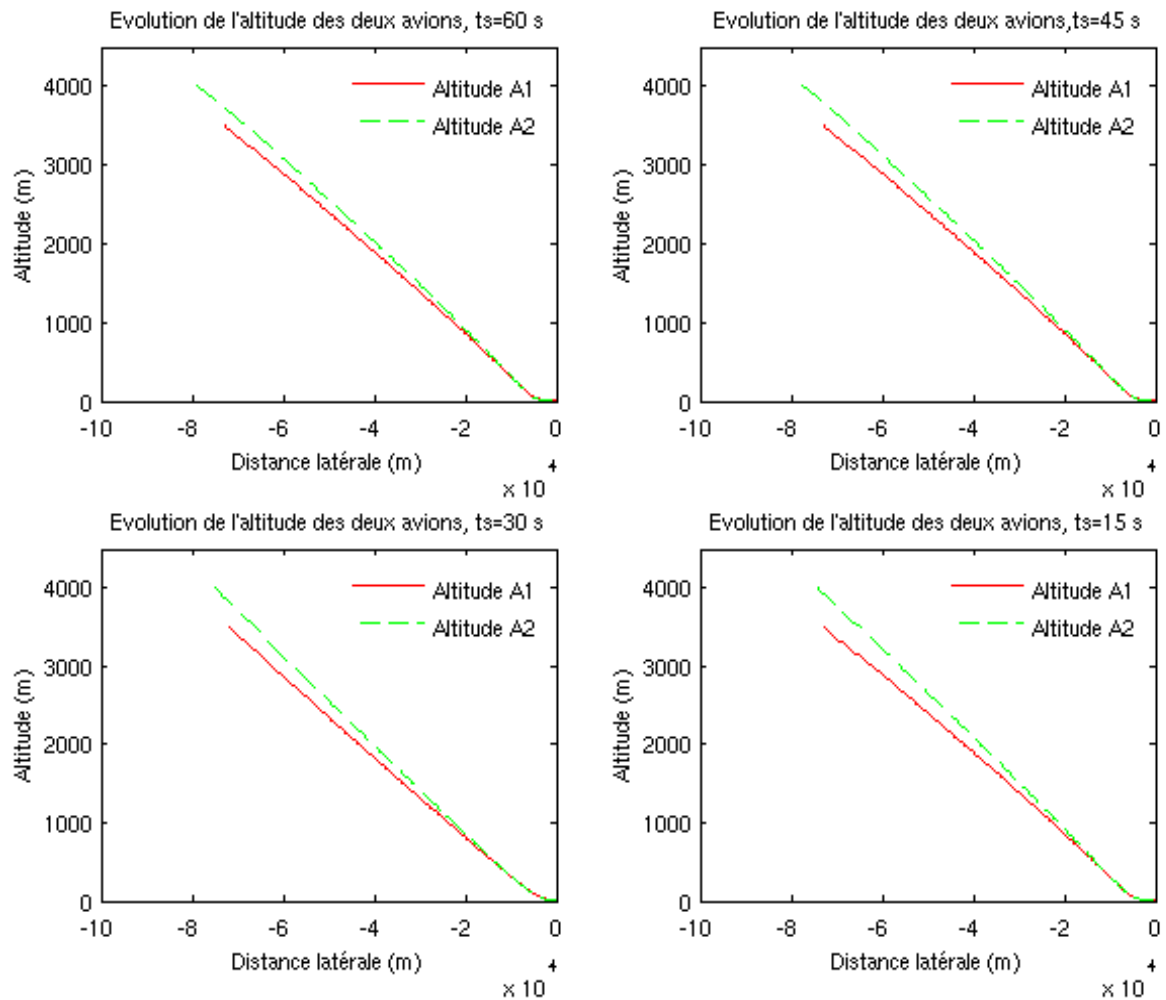 Evolution de l'altitude des deux avions, ts=60 s
Altitude A1
Altitude A2
4000
3000
2000
1000
0
Altitude (m)
-10 -8 -6 -4 -2 0
Distance latérale (m)
x 10 4
Evolution de l'altitude des deux avions,ts=45 s
Altitude A1
Altitude A2
4000
3000
2000
1000
0
Altitude (m)
-10 -8 -6 -4 -2 0
Distance latérale (m)
x 10 4
Evolution de l'altitude des deux avions, ts=30 s
Altitude A1
Altitude A2
4000
3000
2000
1000
0
Altitude (m)
-10 -8 -6 -4 -2 0
Distance latérale (m)
x 10 4
Evolution de l'altitude des deux avions, ts=15 s
Altitude A1
Altitude A2
4000
3000
2000
1000
0
Altitude (m)
-10 -8 -6 -4 -2 0
Distance latérale (m)
x 10 4